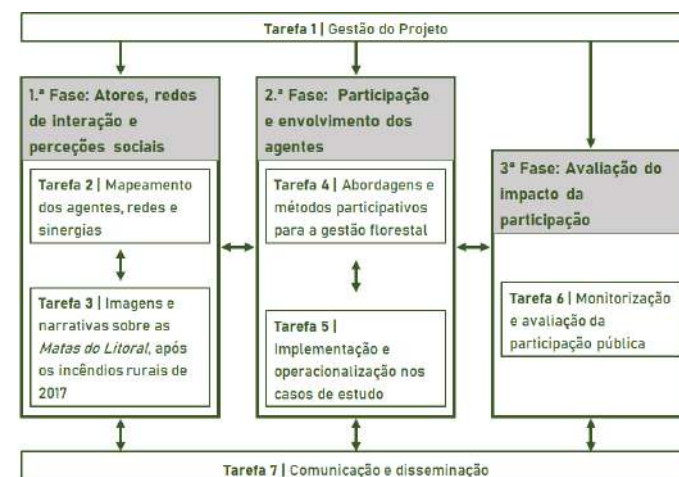 Tarefa 1 | Gestão do Projeto
1.ª Fase: Atores, redes
de interação e
perceções sociais
Tarefa 2 | Mapeamento
dos agentes, redes e
sinergias
Tarefa 3 | Imagens e
narrativas sobre as
Matas do Litoral, após
os incêndios rurais de
2017
2.ª Fase: Participação
e envolvimento dos
agentes
Tarefa 4 | Abordagens e
métodos participativos
para a gestão florestal
Tarefa 5 |
Implementação e
operacionalização nos
casos de estudo
3ª Fase: Avaliação do
impacto da
participação
Tarefa 6 | Monitorização
e avaliação da
participação pública
Tarefa 7 | Comunicação e disseminação